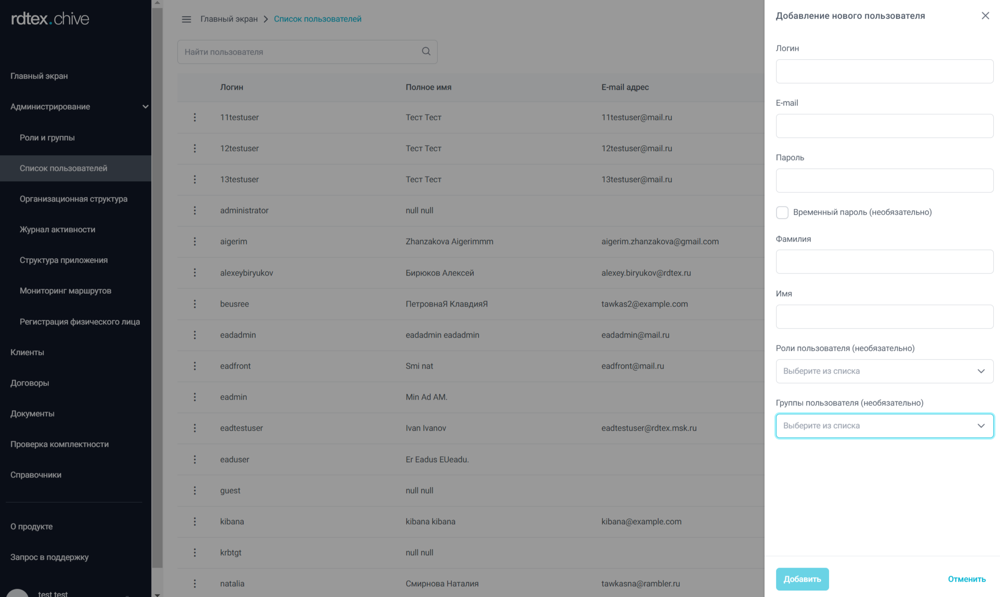 rdtex.chive
Главный экран
Администрирование
Роли и группы
Список пользователей
Организационная структура
Журнал активности
Структура приложения
Мониторинг маршрутов
Регистрация физического лица
Клиенты
Договоры
Документы
Проверка комплектности
Справочники
О продукте
Запрос в поддержку
test test
Главный экран > Список пользователей
Найти пользователя
Логин Полное имя E-mail адрес
11testuser Тест Тест 11testuser@mail.ru
12testuser Тест Тест 12testuser@mail.ru
13testuser Тест Тест 13testuser@mail.ru
administrator null null
aigerim Zhanzakova Aigerimmm aigerim.zhanzakova@gmail.com
alexeybiryukov Бирюков Алексей alexey.biryukov@rdtex.ru
beusree ПетровнаЯ КлавдияЯ tawkas2@example.com
eadadmin eadadmin eadadmin eadadmin@mail.ru
eadfront Smi nat eadfront@mail.ru
eadmin Min Ad AM.
eadtestuser Ivan Ivanov eadtestuser@rdtex.msk.ru
eaduser Er Eadus EUeadu.
guest null null
kibana kibana kibana kibana@example.com
krbtgt null null
natalia Смирнова Наталия tawkasna@rambler.ru
Добавление нового пользователя
Логин
E-mail
Пароль
Временный пароль (необязательно)
Фамилия
Имя
Роли пользователя (необязательно)
Выберите из списка
Группы пользователя (необязательно)
Выберите из списка
Добавить
Отменить